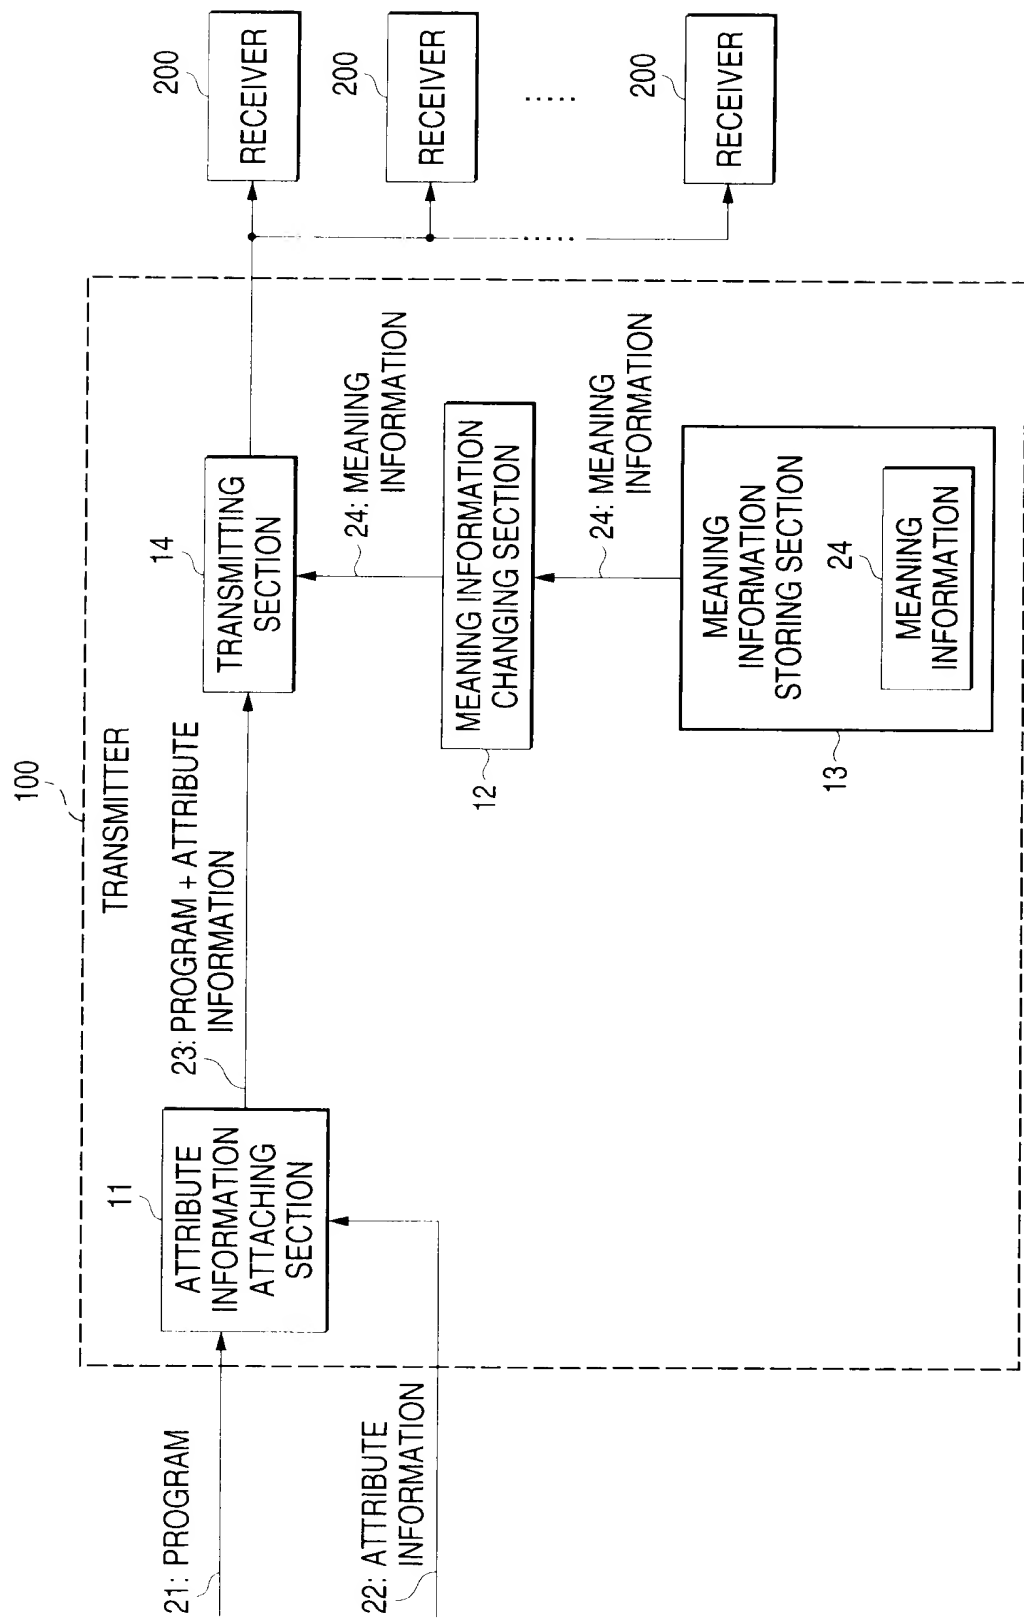 100
TRANSMITTER
21: PROGRAM
22: ATTRIBUTE
INFORMATION
11
ATTRIBUTE
INFORMATION
ATTACHING
SECTION
23: PROGRAM + ATTRIBUTE
INFORMATION
14
TRANSMITTING
SECTION
24: MEANING
INFORMATION
12
MEANING INFORMATION
CHANGING SECTION
24: MEANING
INFORMATION
13
MEANING
INFORMATION
STORING SECTION
24
MEANING
INFORMATION
200
RECEIVER
200
RECEIVER
200
RECEIVER